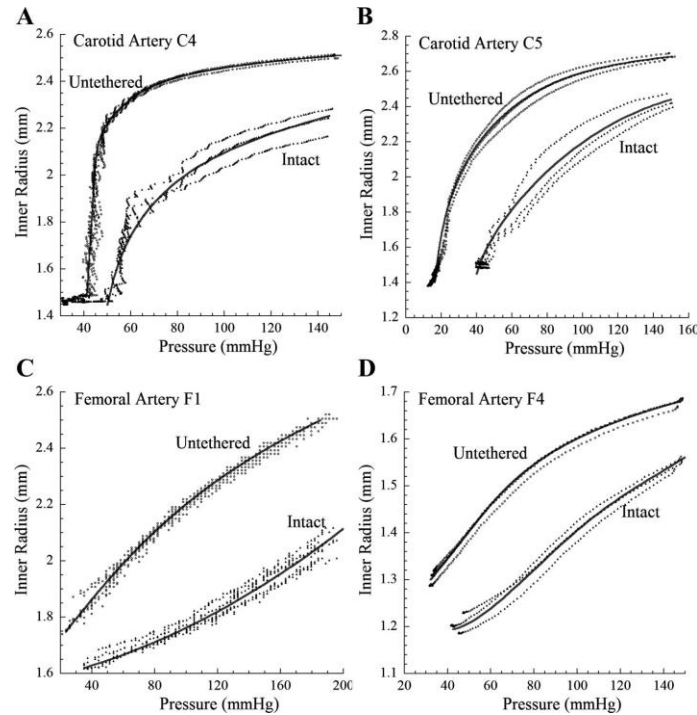 A
Carotid Artery C4
Untethered
Intact
Inner Radius (mm)
2.6
2.4
2.2
2
1.8
1.6
1.4
40
80
120
160
Pressure (mmHg)
B
Carotid Artery C5
Untethered
Intact
Inner Radius (mm)
2.8
2.6
2.4
2.2
2
1.8
1.6
1.4
1.2
0
20
40
60
80
100
120
140
160
Pressure (mmHg)
C
Femoral Artery F1
Untethered
Intact
Inner Radius (mm)
2.6
2.4
2.2
2
1.8
1.6
40
80
120
160
200
Pressure (mmHg)
D
Femoral Artery F4
Untethered
Intact
Inner Radius (mm)
1.7
1.6
1.5
1.4
1.3
1.2
1.1
20
40
60
80
100
120
140
Pressure (mmHg)